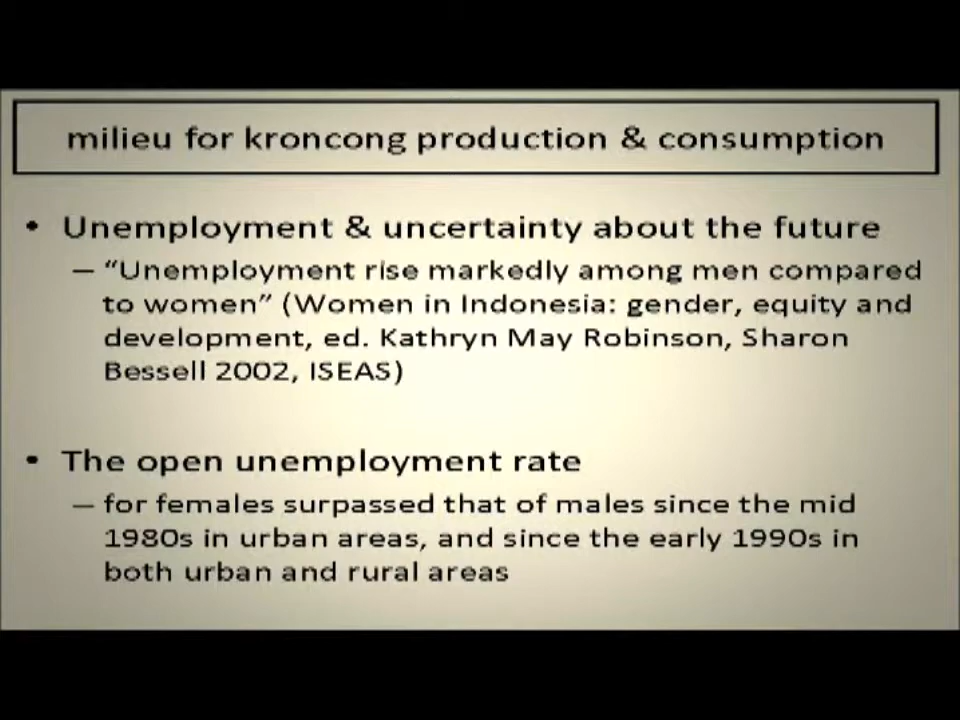 milieu for kroncong production & consumption
• Unemployment & uncertainty about the future
– “Unemployment rise markedly among men compared
to women” (Women in Indonesia: gender, equity and
development, ed. Kathryn May Robinson, Sharon
Bessell 2002, ISEAS)
• The open unemployment rate
– for females surpassed that of males since the mid
1980s in urban areas, and since the early 1990s in
both urban and rural areas